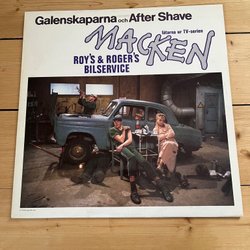 Galenskaparna och After Shave
MACKEN
låtarna ur TV-serien
ROY'S & ROGER'S
BILSERVICE